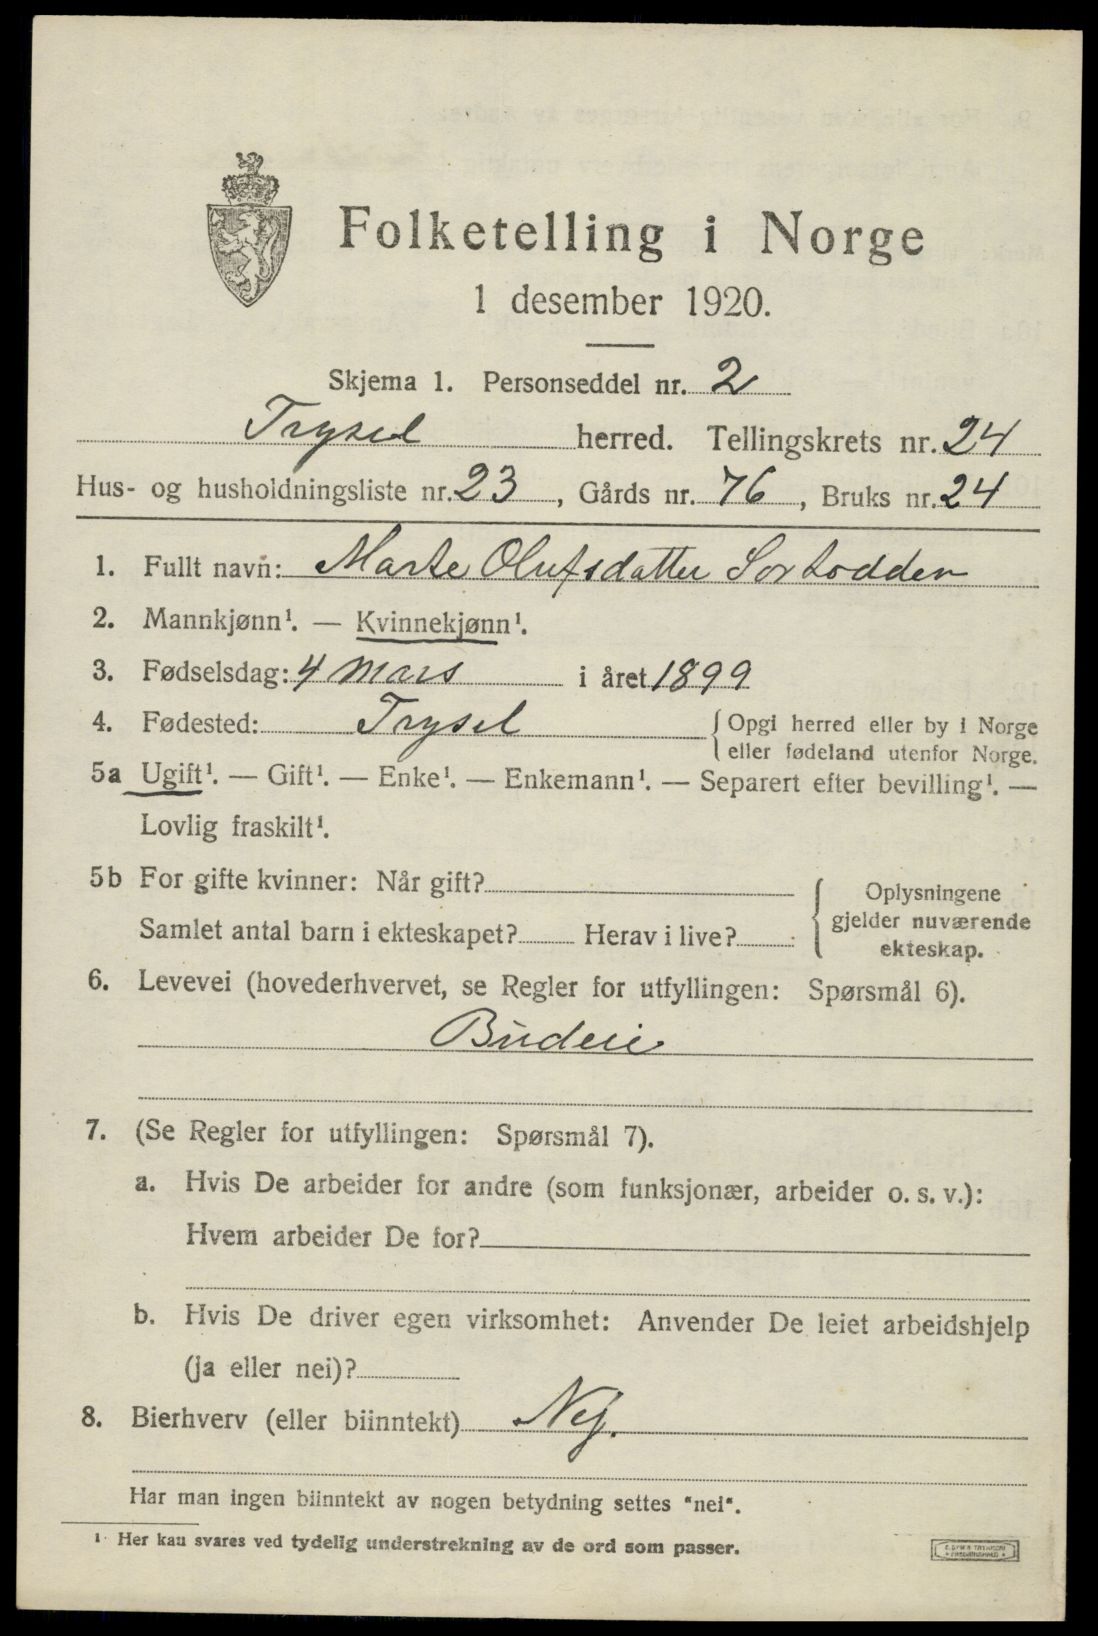 Folketelling i Norge
1 desember 1920.
Skjema 1. Personseddel nr. 2
Trysil herred. Tellingskrets nr. 24
Hus- og husholdningsliste nr. 23, Gårds nr. 76, Bruks nr. 24
1. Fullt navn: Marte Olufsdatter Sortodden
2. Mannkjønn¹. — Kvinnekjønn¹.
3. Fødselsdag: 4 mars i året 1899
4. Fødested: Trysil { Opgi herred eller by i Norge
eller fødeland utenfor Norge.
5a Ugift¹. — Gift¹. — Enke¹. — Enkemann¹. — Separert efter bevilling¹. —
Lovlig fraskilt¹.
5b For gifte kvinner: Når gift?
Samlet antal barn i ekteskapet? Herav i live?
{ Oplysningene
gjelder nuværende
ekteskap.
6. Levevei (hovederhvervet, se Regler for utfyllingen: Spørsmål 6).
Budeie
7. (Se Regler for utfyllingen: Spørsmål 7).
a. Hvis De arbeider for andre (som funksjonær, arbeider o. s. v.):
Hvem arbeider De for?
b. Hvis De driver egen virksomhet: Anvender De leiet arbeidshjelp
(ja eller nei)?
8. Bierhverv (eller biinntekt) Nej.
Har man ingen biinntekt av nogen betydning settes "nei".
¹ Her kan svares ved tydelig understrekning av de ord som passer.